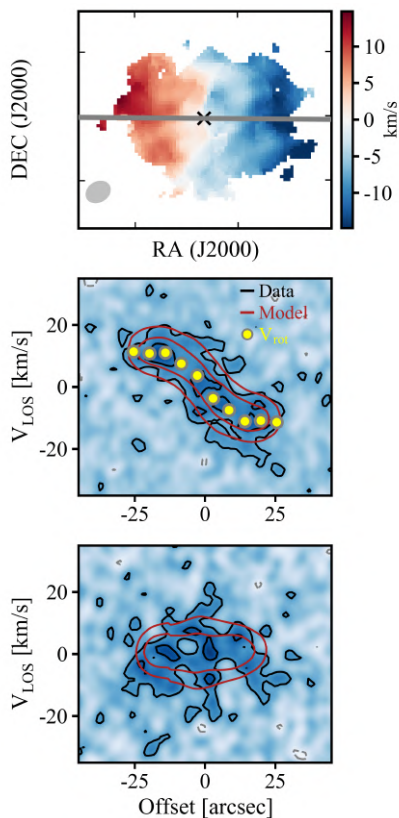 10
5
0
-5
-10
km/s
DEC (J2000)
RA (J2000)
20
0
-20
V_LOS [km/s]
Data
Model
V_rot
-25 0 25
20
0
-20
V_LOS [km/s]
-25 0 25
Offset [arcsec]